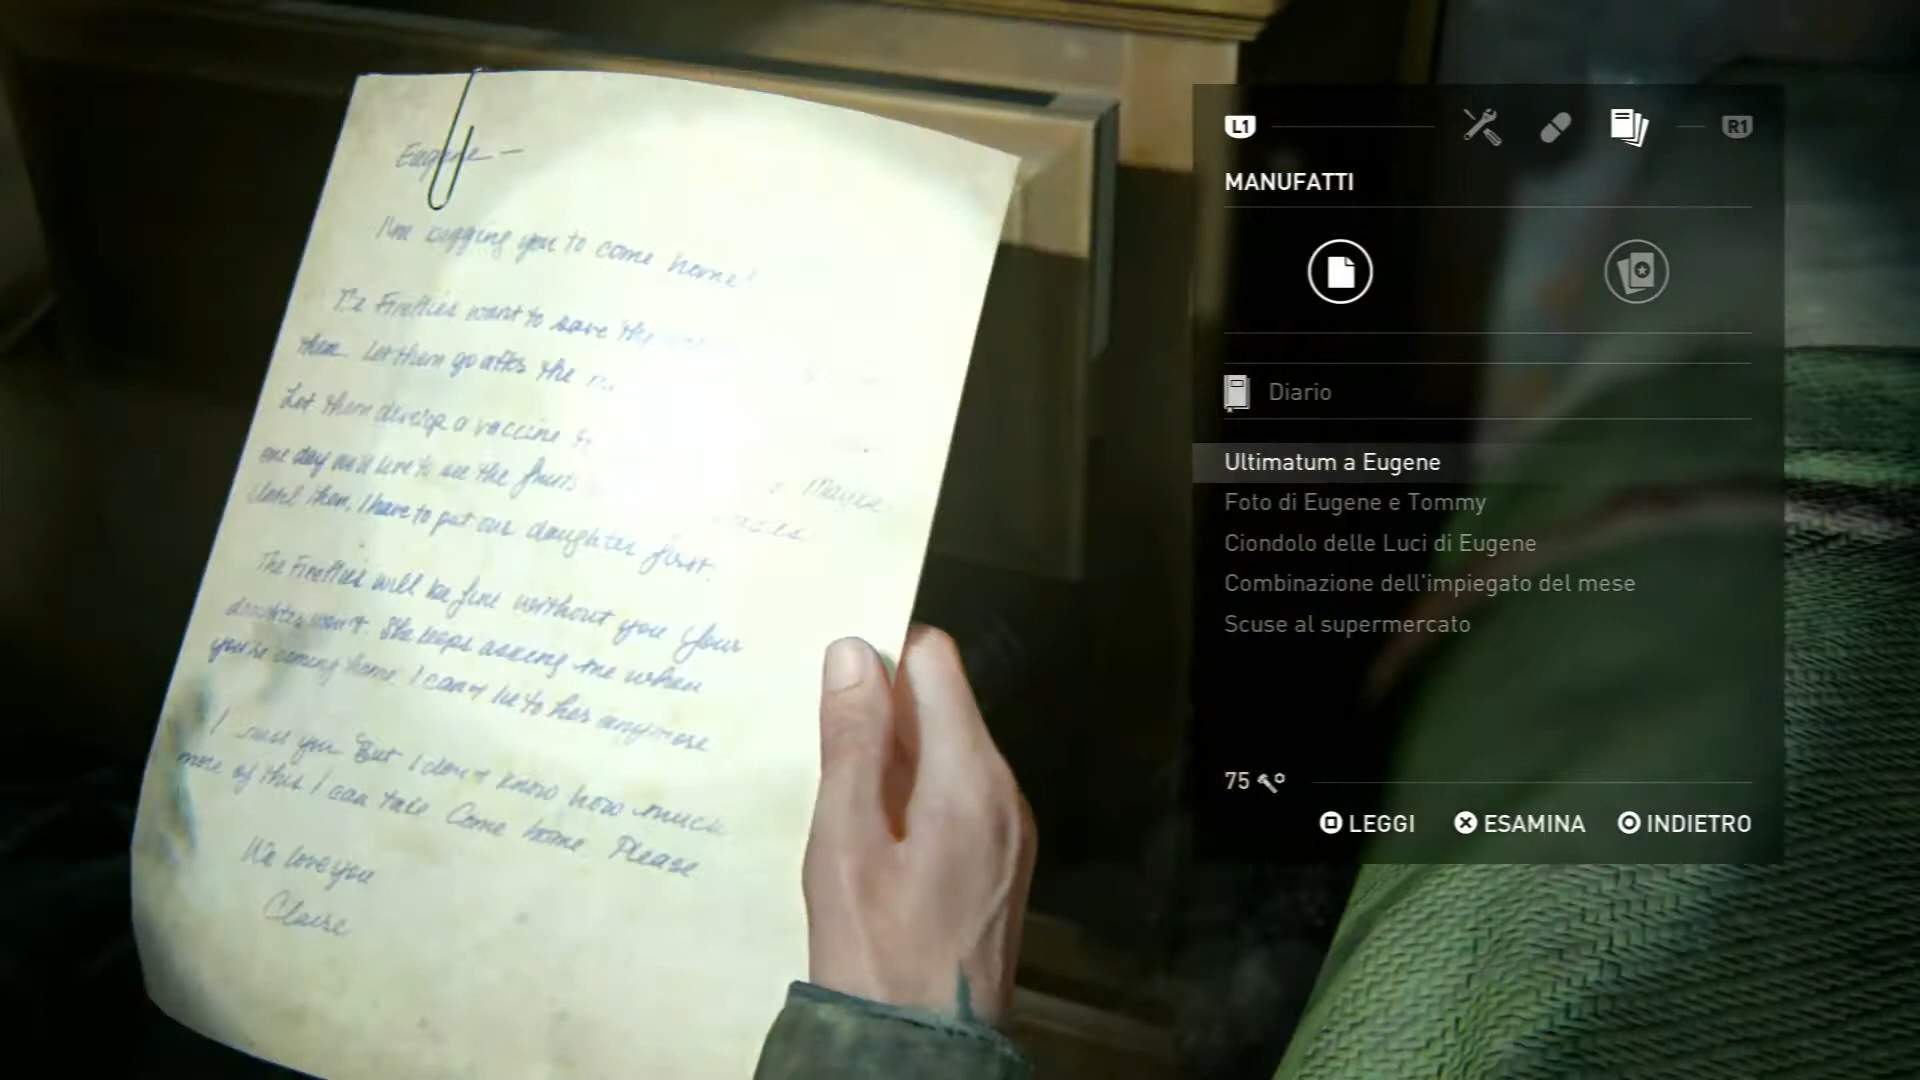 Eugene —
I'm begging you to come home!
The Fireflies want to save the
them. Let them go after the
Let them develop a vaccine
Maybe
one day we'll live to see the fruits
Until then, I have to put our daughter first.
The Fireflies will be fine without you. Your
daughter won't. She keeps asking me when
you're coming home. I can't lie to her anymore
I miss you. But I don't know how much
more of this I can take. Come home. Please
We love you
Claire
L1
R1
MANUFATTI
Diario
Ultimatum a Eugene
Foto di Eugene e Tommy
Ciondolo delle Luci di Eugene
Combinazione dell'impiegato del mese
Scuse al supermercato
75
LEGGI ESAMINA INDIETRO